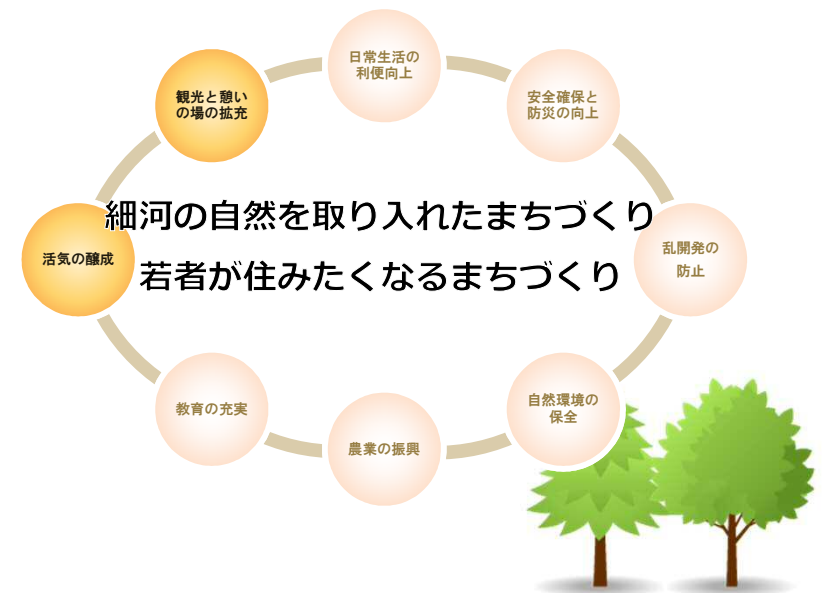 日常生活の
利便向上
安全確保と
防災の向上
乱開発の
防止
自然環境の
保全
農業の振興
教育の充実
活気の醸成
観光と憩い
の場の拡充
細河の自然を取り入れたまちづくり
若者が住みたくなるまちづくり